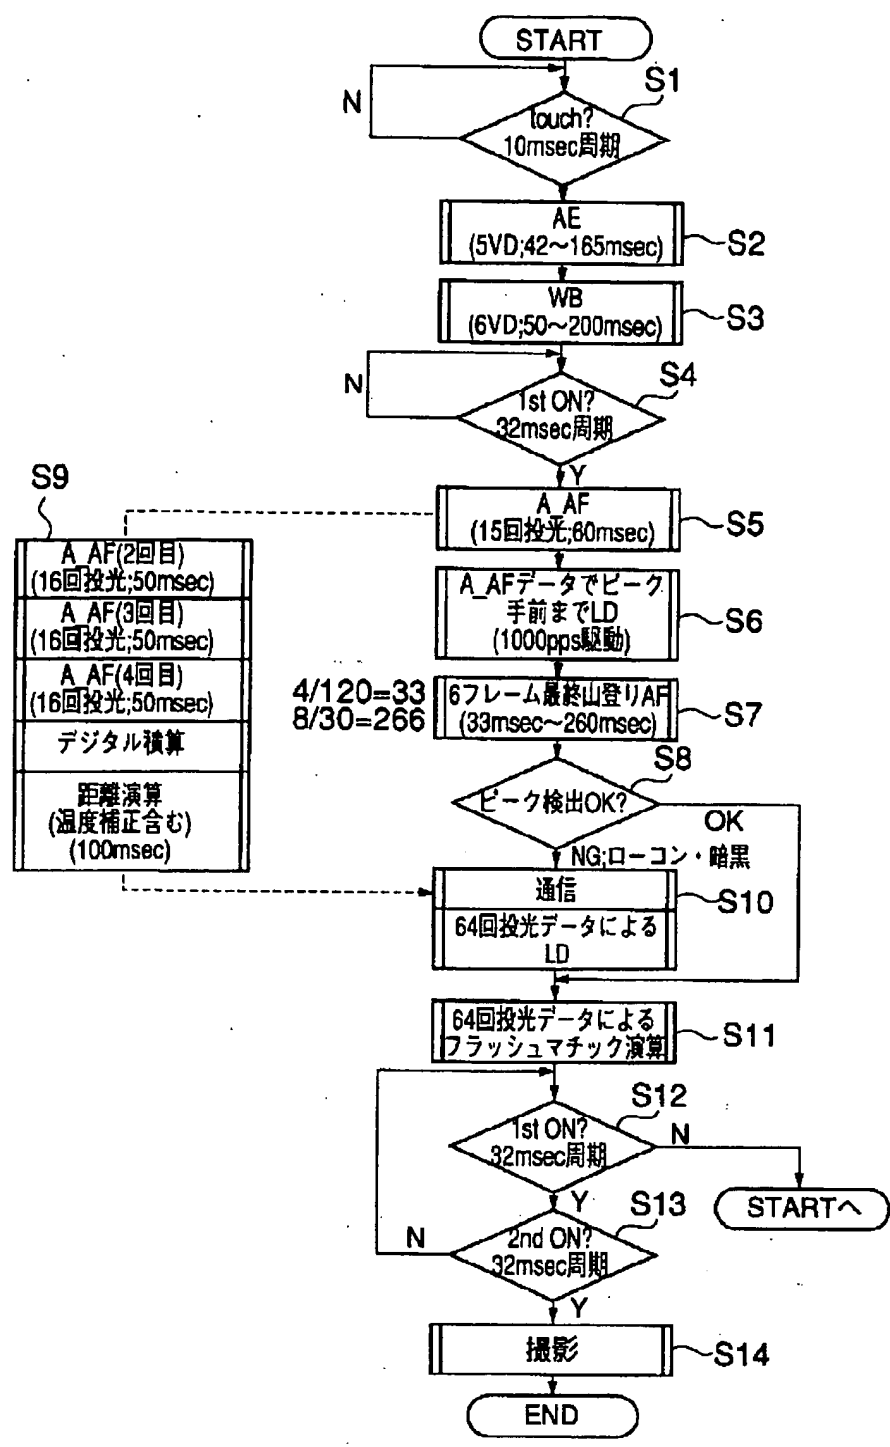 START
S1
N
touch?
10msec周期
AE
(5VD;42～165msec)
S2
WB
(6VD;50～200msec)
S3
S4
N
1st ON?
32msec周期
Y
S9
A_AF
(15回投光;60msec)
S5
A_AF(2回目)
(16回投光;50msec)
A_AF(3回目)
(16回投光;50msec)
A_AF(4回目)
(16回投光;50msec)
デジタル積算
距離演算
(温度補正含む)
(100msec)
A_AFデータでピーク
手前までLD
(1000pps駆動)
S6
4/120=33
8/30=266
6フレーム最終山登りAF
(33msec～260msec)
S7
S8
ピーク検出OK?
OK
NG;ローコン・暗黒
通信
64回投光データによる
LD
S10
64回投光データによる
フラッシュマチック演算
S11
S12
1st ON?
32msec周期
N
Y
STARTへ
S13
N
2nd ON?
32msec周期
Y
撮影
S14
END